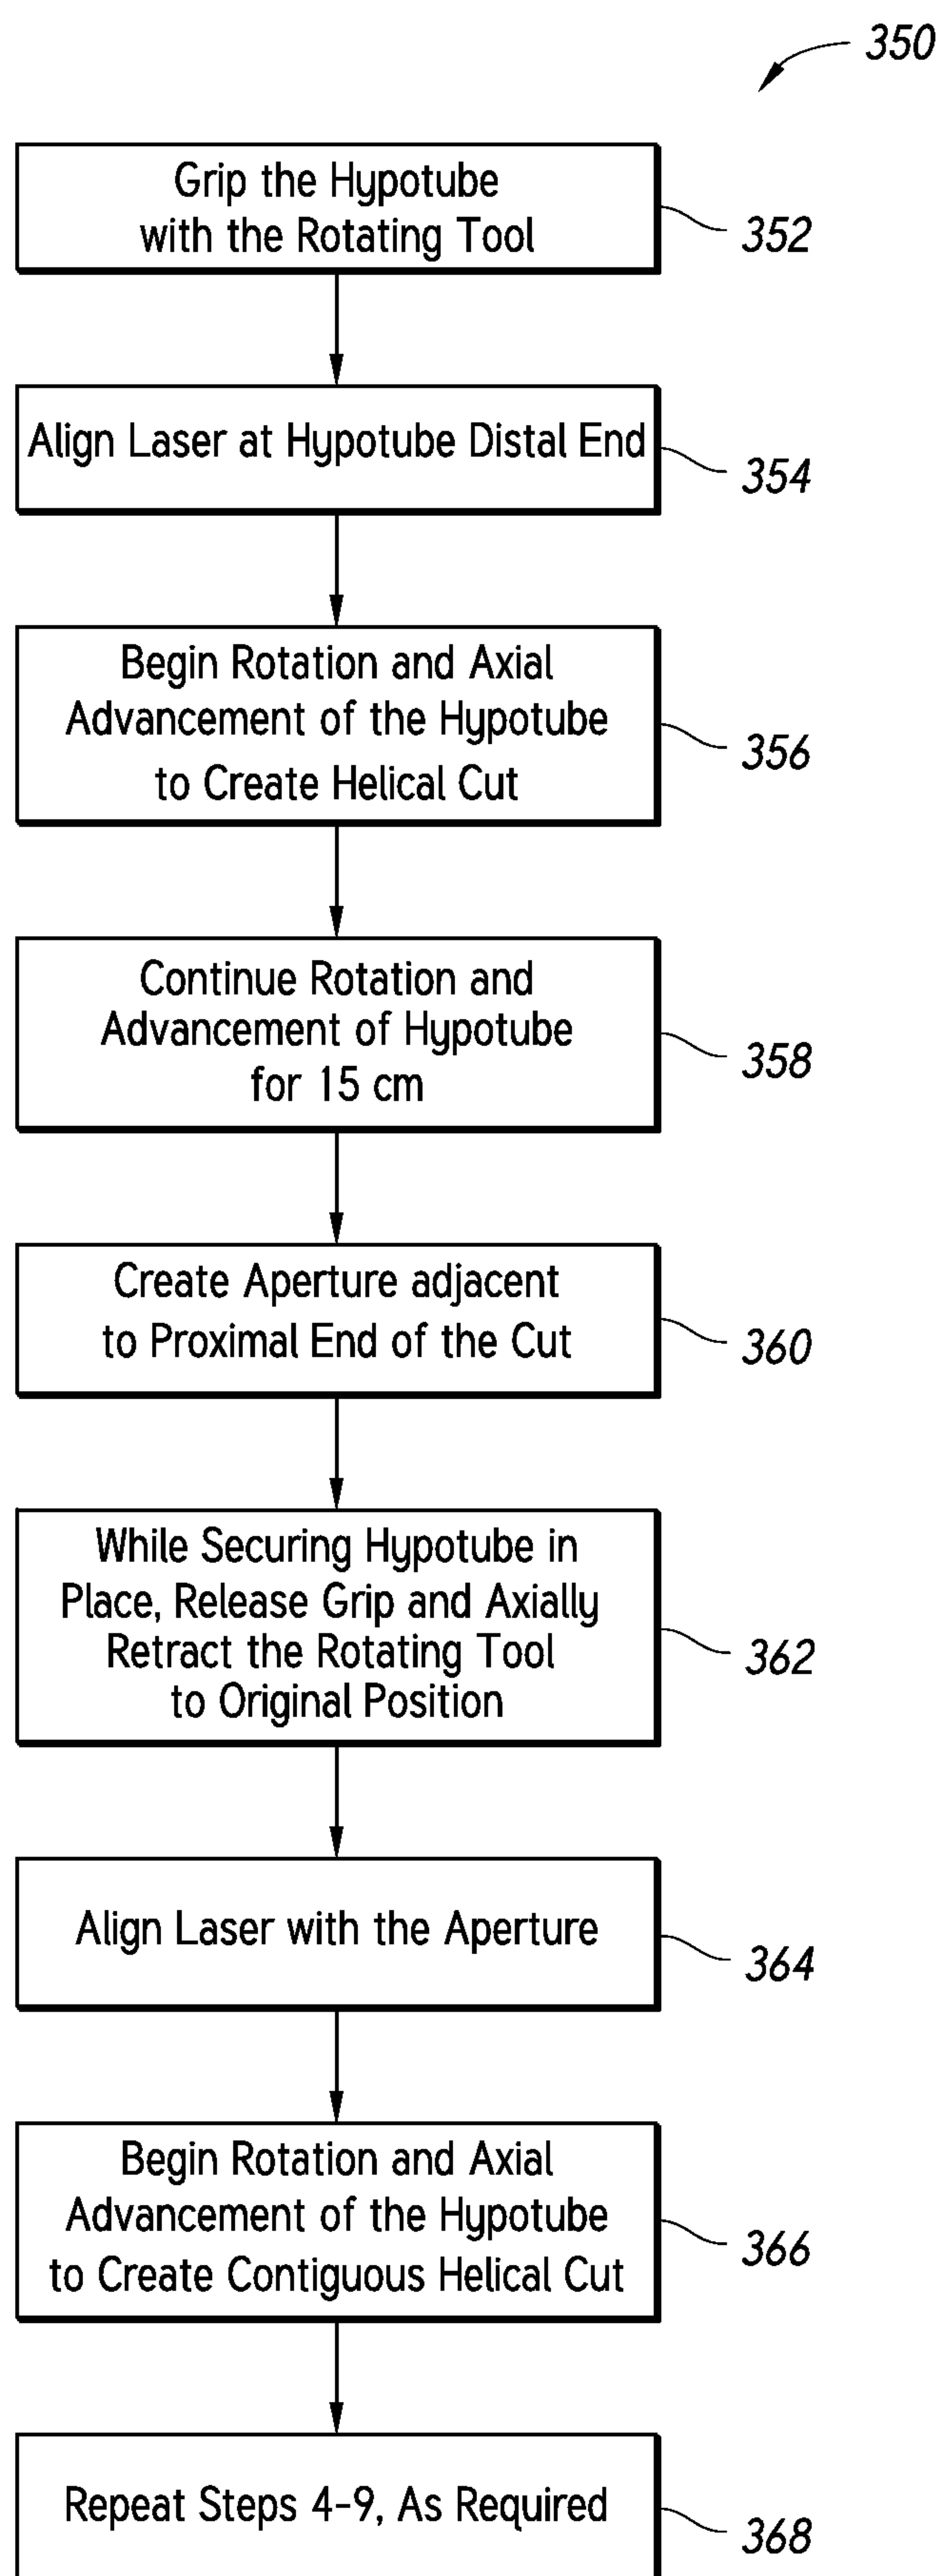 350
Grip the Hypotube
with the Rotating Tool
352
Align Laser at Hypotube Distal End
354
Begin Rotation and Axial
Advancement of the Hypotube
to Create Helical Cut
356
Continue Rotation and
Advancement of Hypotube
for 15 cm
358
Create Aperture adjacent
to Proximal End of the Cut
360
While Securing Hypotube in
Place, Release Grip and Axially
Retract the Rotating Tool
to Original Position
362
Align Laser with the Aperture
364
Begin Rotation and Axial
Advancement of the Hypotube
to Create Contiguous Helical Cut
366
Repeat Steps 4-9, As Required
368